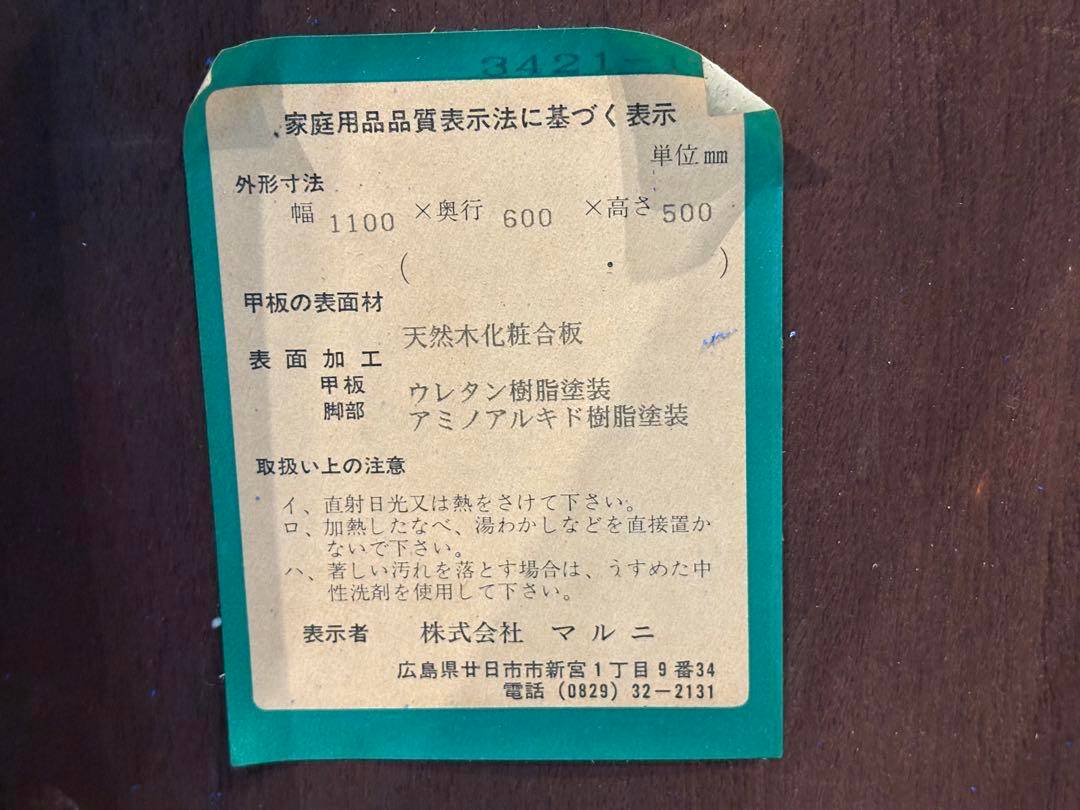 3421-
家庭用品品質表示法に基づく表示
単位mm
外形寸法
幅 1100 ×奥行 600 ×高さ 500
( ・ )
甲板の表面材
天然木化粧合板
表面加工
甲板 ウレタン樹脂塗装
脚部 アミノアルキド樹脂塗装
取扱い上の注意
イ、直射日光又は熱をさけて下さい。
ロ、加熱したなべ、湯わかしなどを直接置か
ないで下さい。
ハ、著しい汚れを落とす場合は、うすめた中
性洗剤を使用して下さい。
表示者 株式会社 マルニ
広島県廿日市市新宮1丁目9番34
電話 (0829) 32-2131